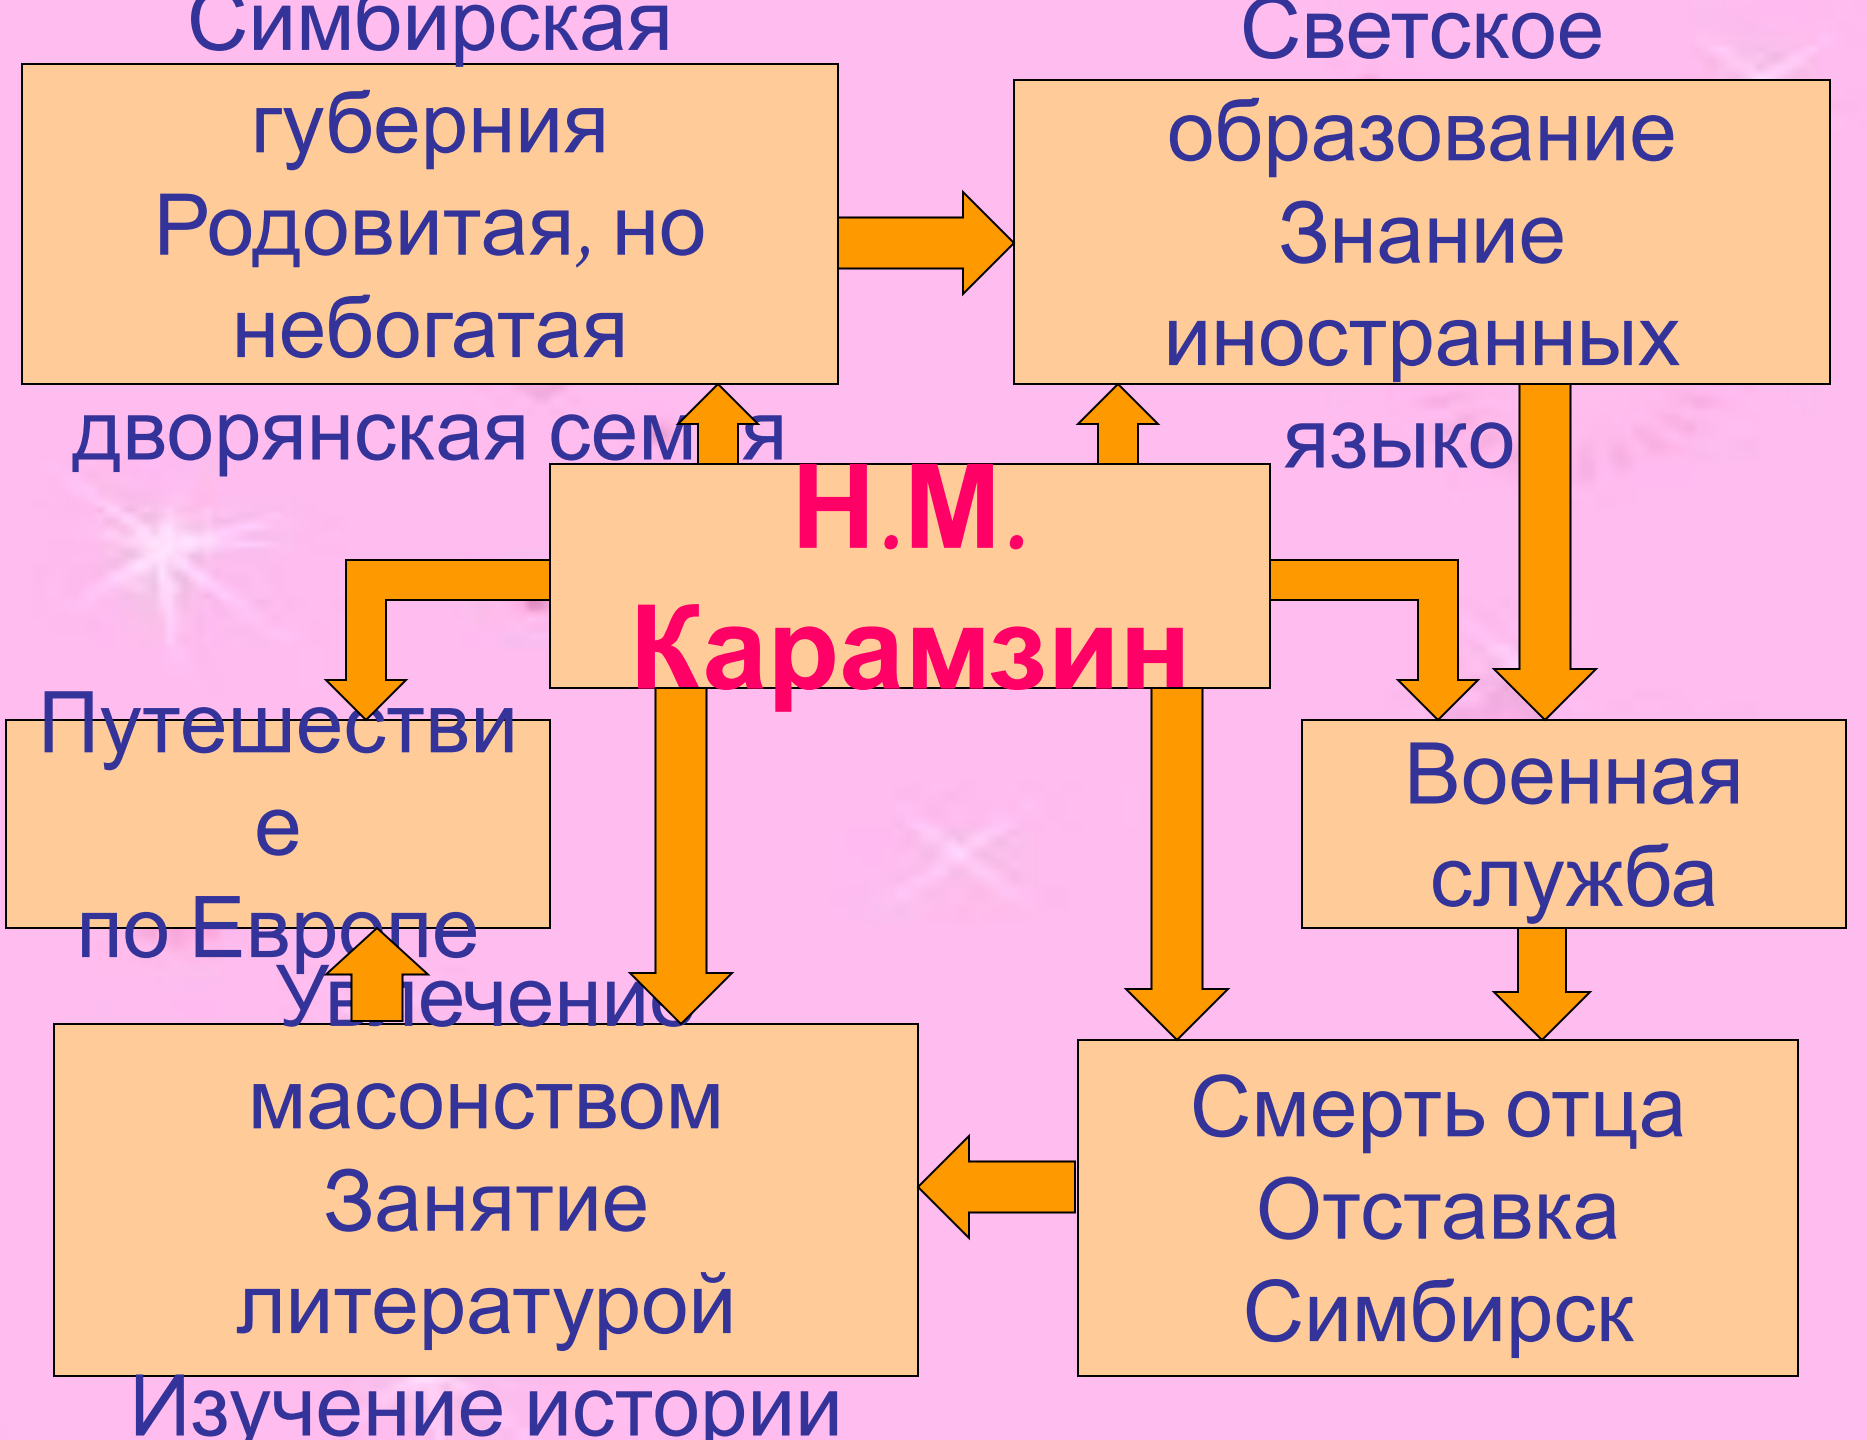 Симбирская
губерния
Родовитая, но
небогатая
дворянская семья
Светское
образование
Знание
иностранных
языко
Н.М.
Карамзин
Путешестви
е
по Европе
Военная
служба
Увлечение
масонством
Занятие
литературой
Изучение истории
Смерть отца
Отставка
Симбирск